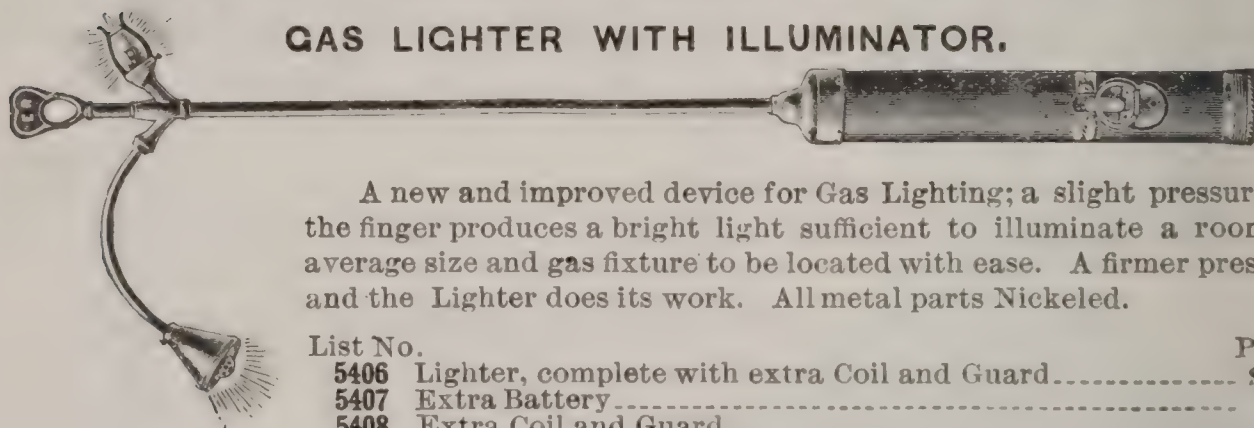 GAS LIGHTER WITH ILLUMINATOR.
A new and improved device for Gas Lighting; a slight
the finger produces a bright light sufficient to illuminate a
average size and gas fixture to be located with ease. A firmer
and the Lighter does its work. All metal parts Nickeled.
List No.
5406 Lighter, complete with extra Coil and Guard
5407 Extra Battery
5408 Extra Coil and Guard